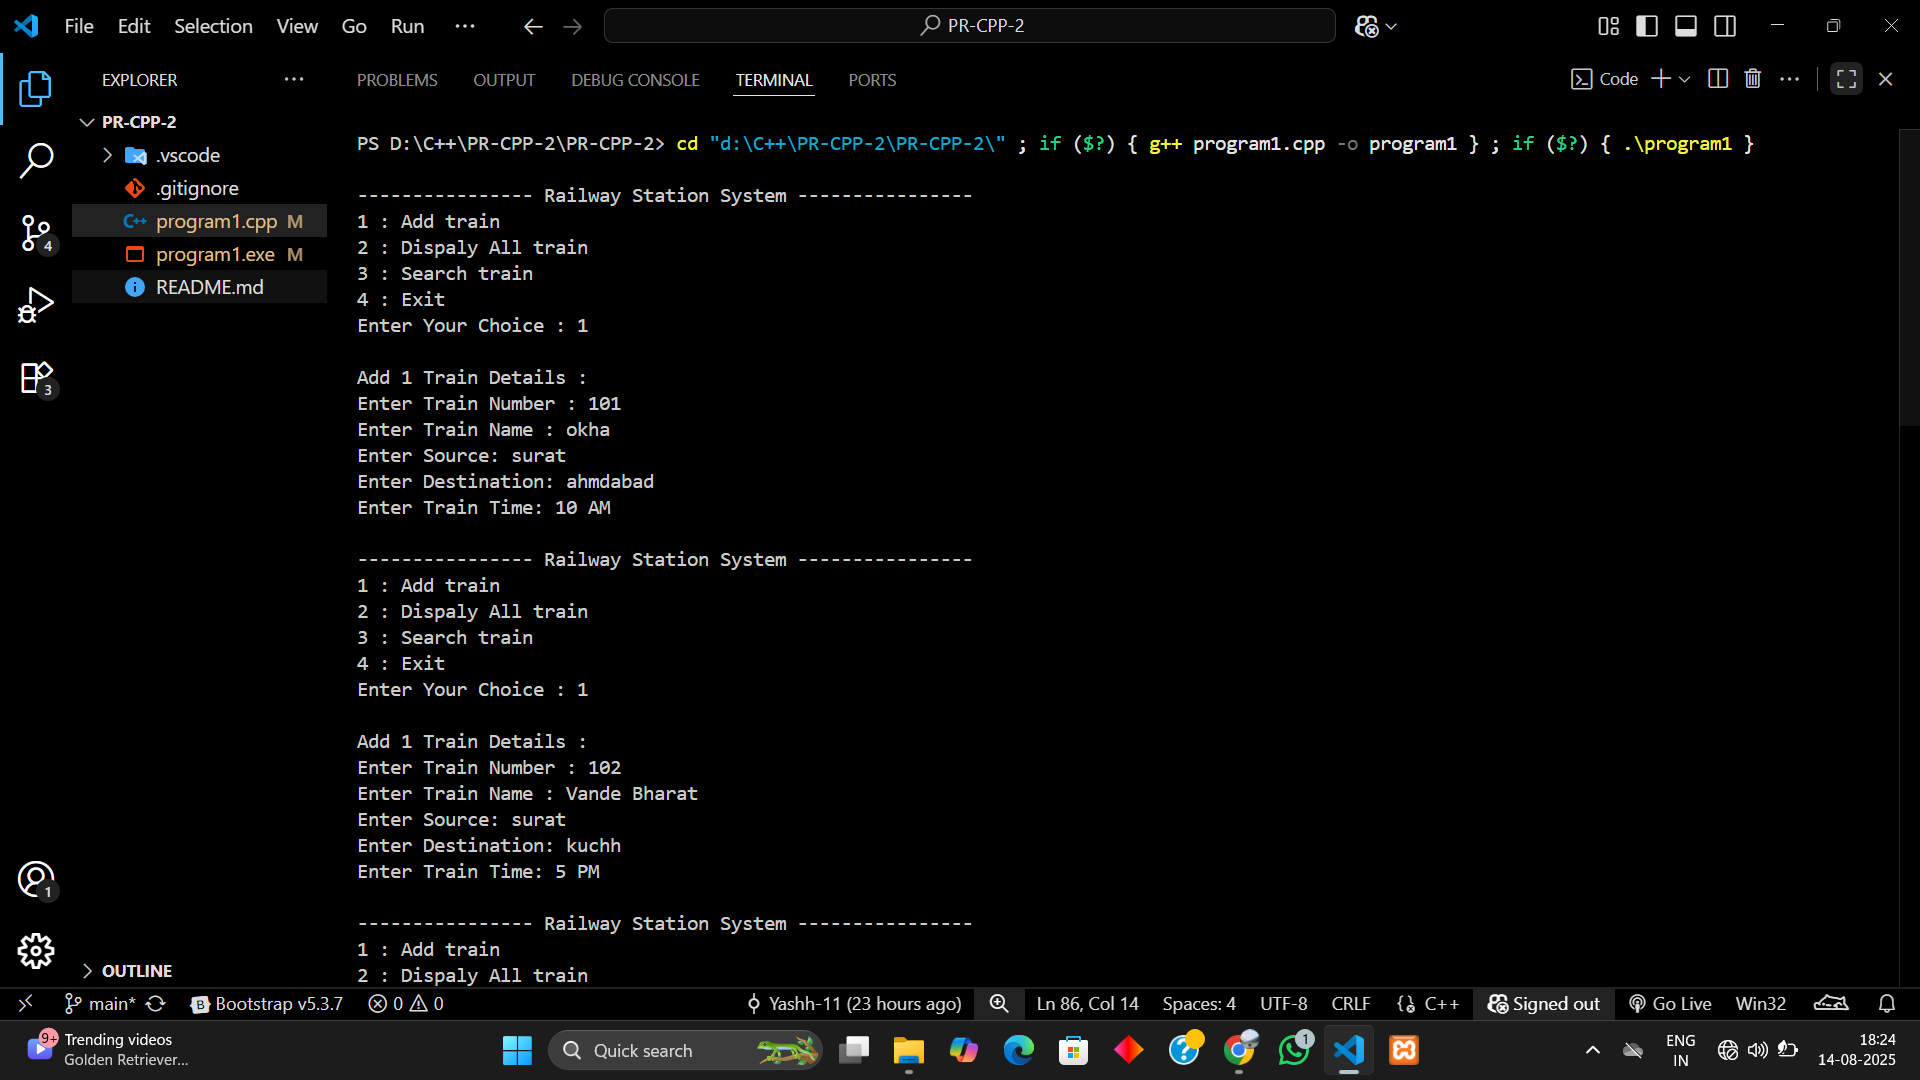 File Edit Selection View Go Run ··· PR-CPP-2
EXPLORER ···
PROBLEMS OUTPUT DEBUG CONSOLE TERMINAL PORTS Code
PR-CPP-2
.vscode
.gitignore
C++ program1.cpp M
program1.exe M
README.md
4
3
1
OUTLINE
PS D:\C++\PR-CPP-2\PR-CPP-2> cd "d:\C++\PR-CPP-2\PR-CPP-2\" ; if ($?) { g++ program1.cpp -o program1 } ; if ($?) { .\program1 }
---------------- Railway Station System ----------------
1 : Add train
2 : Dispaly All train
3 : Search train
4 : Exit
Enter Your Choice : 1
Add 1 Train Details :
Enter Train Number : 101
Enter Train Name : okha
Enter Source: surat
Enter Destination: ahmdabad
Enter Train Time: 10 AM
---------------- Railway Station System ----------------
1 : Add train
2 : Dispaly All train
3 : Search train
4 : Exit
Enter Your Choice : 1
Add 1 Train Details :
Enter Train Number : 102
Enter Train Name : Vande Bharat
Enter Source: surat
Enter Destination: kuchh
Enter Train Time: 5 PM
---------------- Railway Station System ----------------
1 : Add train
2 : Dispaly All train
main* B Bootstrap v5.3.7 0 0 Yashh-11 (23 hours ago) Ln 86, Col 14 Spaces: 4 UTF-8 CRLF {} C++ Signed out Go Live Win32
9+ Trending videos
Golden Retriever...
Quick search
1
ENG
IN
18:24
14-08-2025